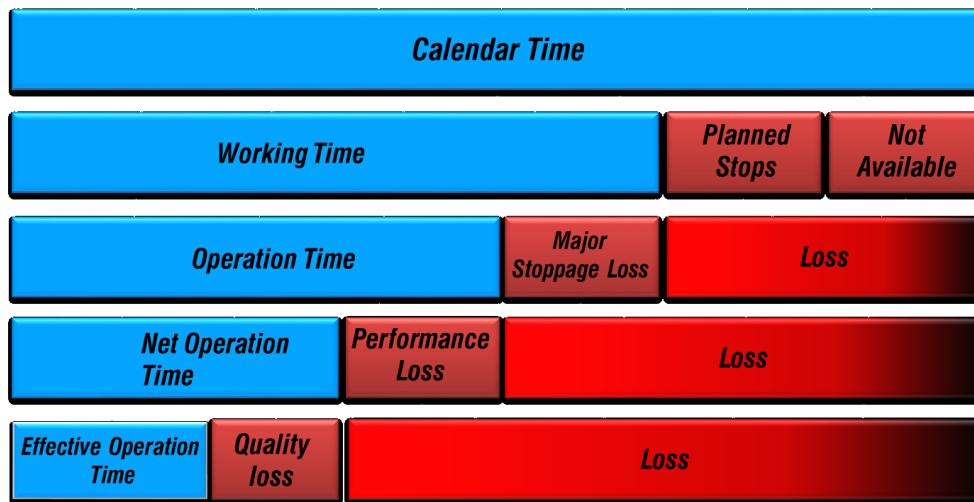 Calendar Time
Working Time
Planned
Stops
Not
Available
Operation Time
Major
Stoppage Loss
Loss
Net Operation
Time
Performance
Loss
Loss
Effective Operation
Time
Quality
loss
Loss